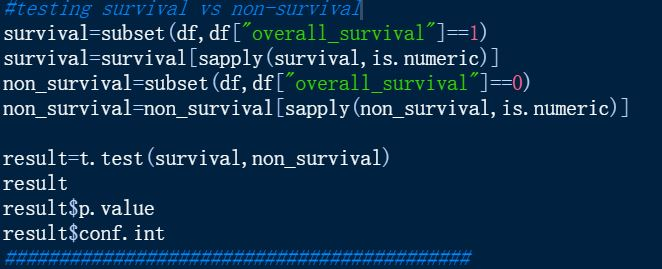 #testing survival vs non-survival
survival=subset(df,df["overall_survival"]==1)
survival=survival[sapply(survival,is.numeric)]
non_survival=subset(df,df["overall_survival"]==0)
non_survival=non_survival[sapply(non_survival,is.numeric)]
result=t.test(survival,non_survival)
result
result$p.value
result$conf.int
############################################